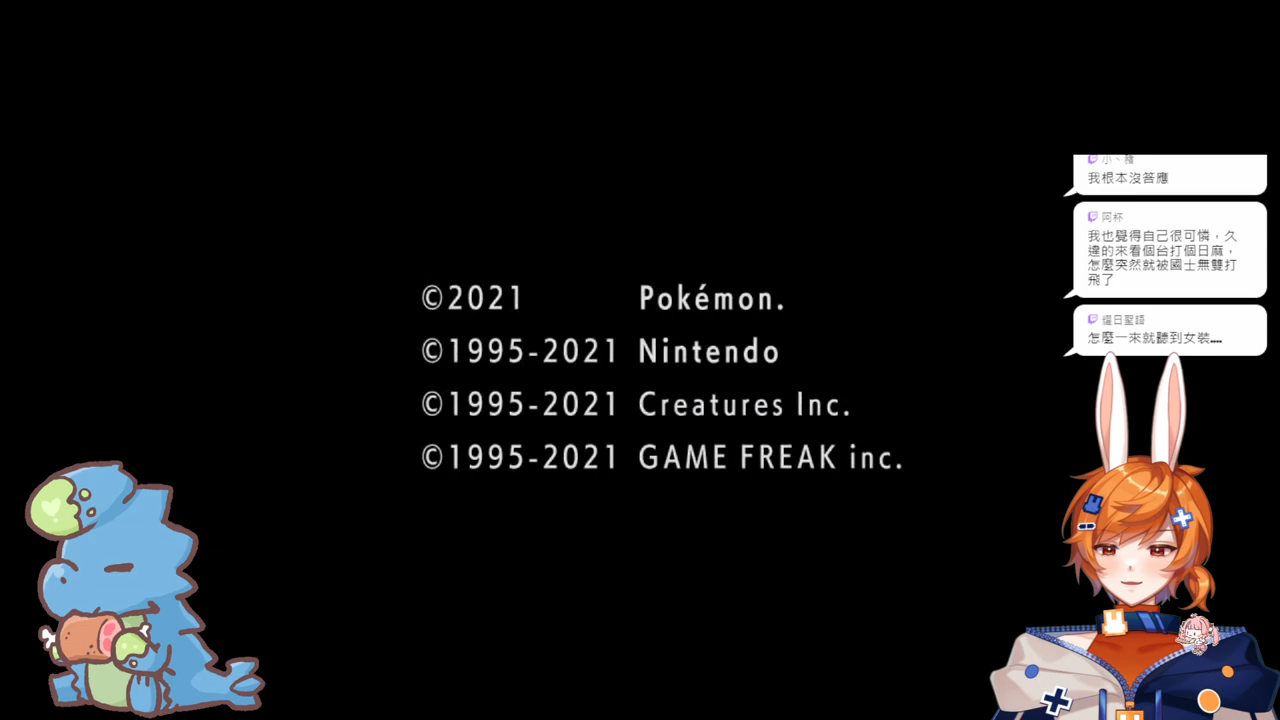 ©2021 Pokémon.
©1995-2021 Nintendo
©1995-2021 Creatures Inc.
©1995-2021 GAME FREAK inc.
小、豬
我根本沒答應
阿杯
我也覺得自己很可憐，久
違的來看個台打個日麻，
怎麼突然就被國士無雙打
飛了
耀日聖語
怎麼一來就聽到女裝....